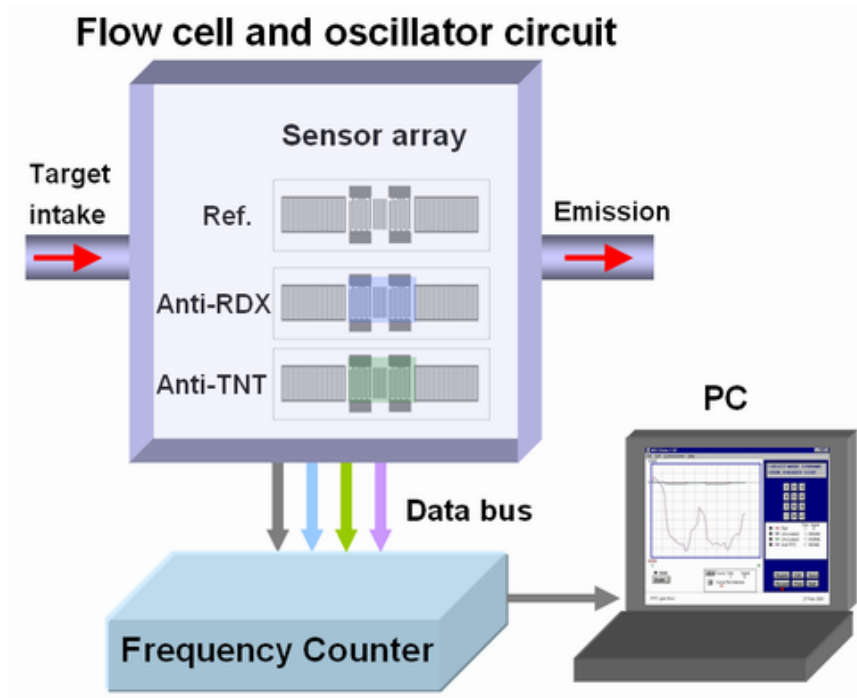 Flow cell and oscillator circuit
Sensor array
Target
intake
Ref.
Emission
Anti-RDX
Anti-TNT
PC
Data bus
Frequency Counter